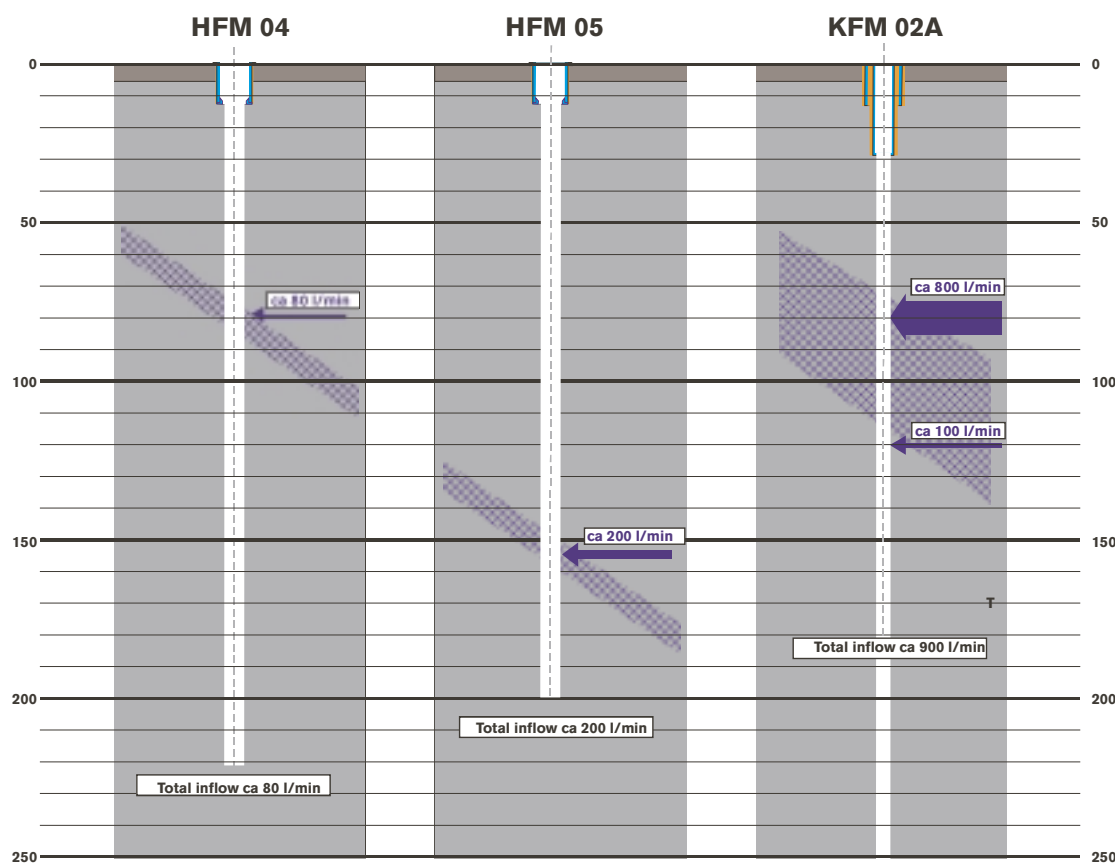 HFM 04 HFM 05 KFM 02A
0 0
50 50
ca 800 l/min
ca 80 l/min
100 100
ca 100 l/min
150 150
ca 200 l/min
T
Total inflow ca 900 l/min
200 200
Total inflow ca 200 l/min
Total inflow ca 80 l/min
250 250